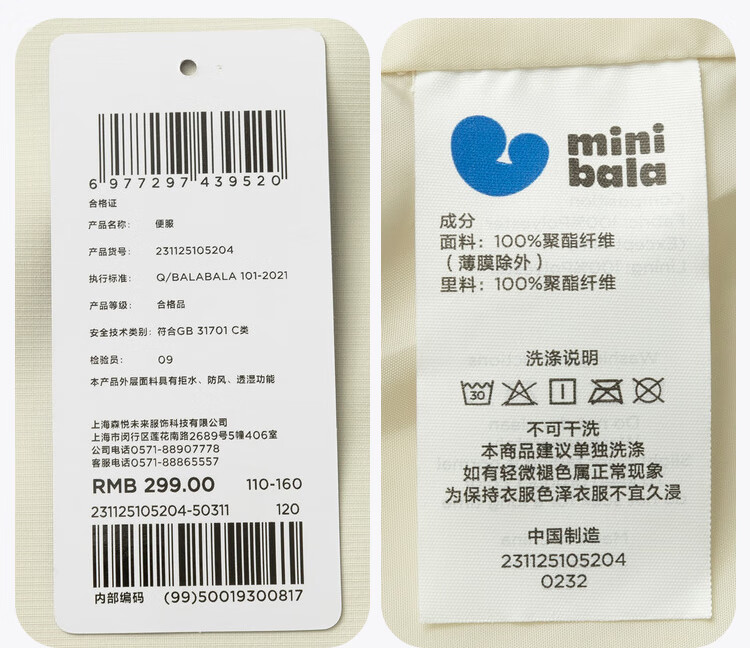 6 977297 439520
合格证
产品名称: 便服
产品货号: 231125105204
执行标准: Q/BALABALA 101-2021
产品等级: 合格品
安全技术类别: 符合GB 31701 C类
检验员: 09
本产品外层面料具有拒水、防风、透湿功能
上海森悦未来服饰科技有限公司
上海市闵行区莲花南路2689号5幢406室
公司电话0571-88907778
客服电话0571-88865557
RMB 299.00 110-160
231125105204-50311 120
内部编码 (99)50019300817
mini
bala
成分
面料: 100%聚酯纤维
(薄膜除外)
里料: 100%聚酯纤维
洗涤说明
30
不可干洗
本商品建议单独洗涤
如有轻微褪色属正常现象
为保持衣服色泽衣服不宜久浸
中国制造
231125105204
0232